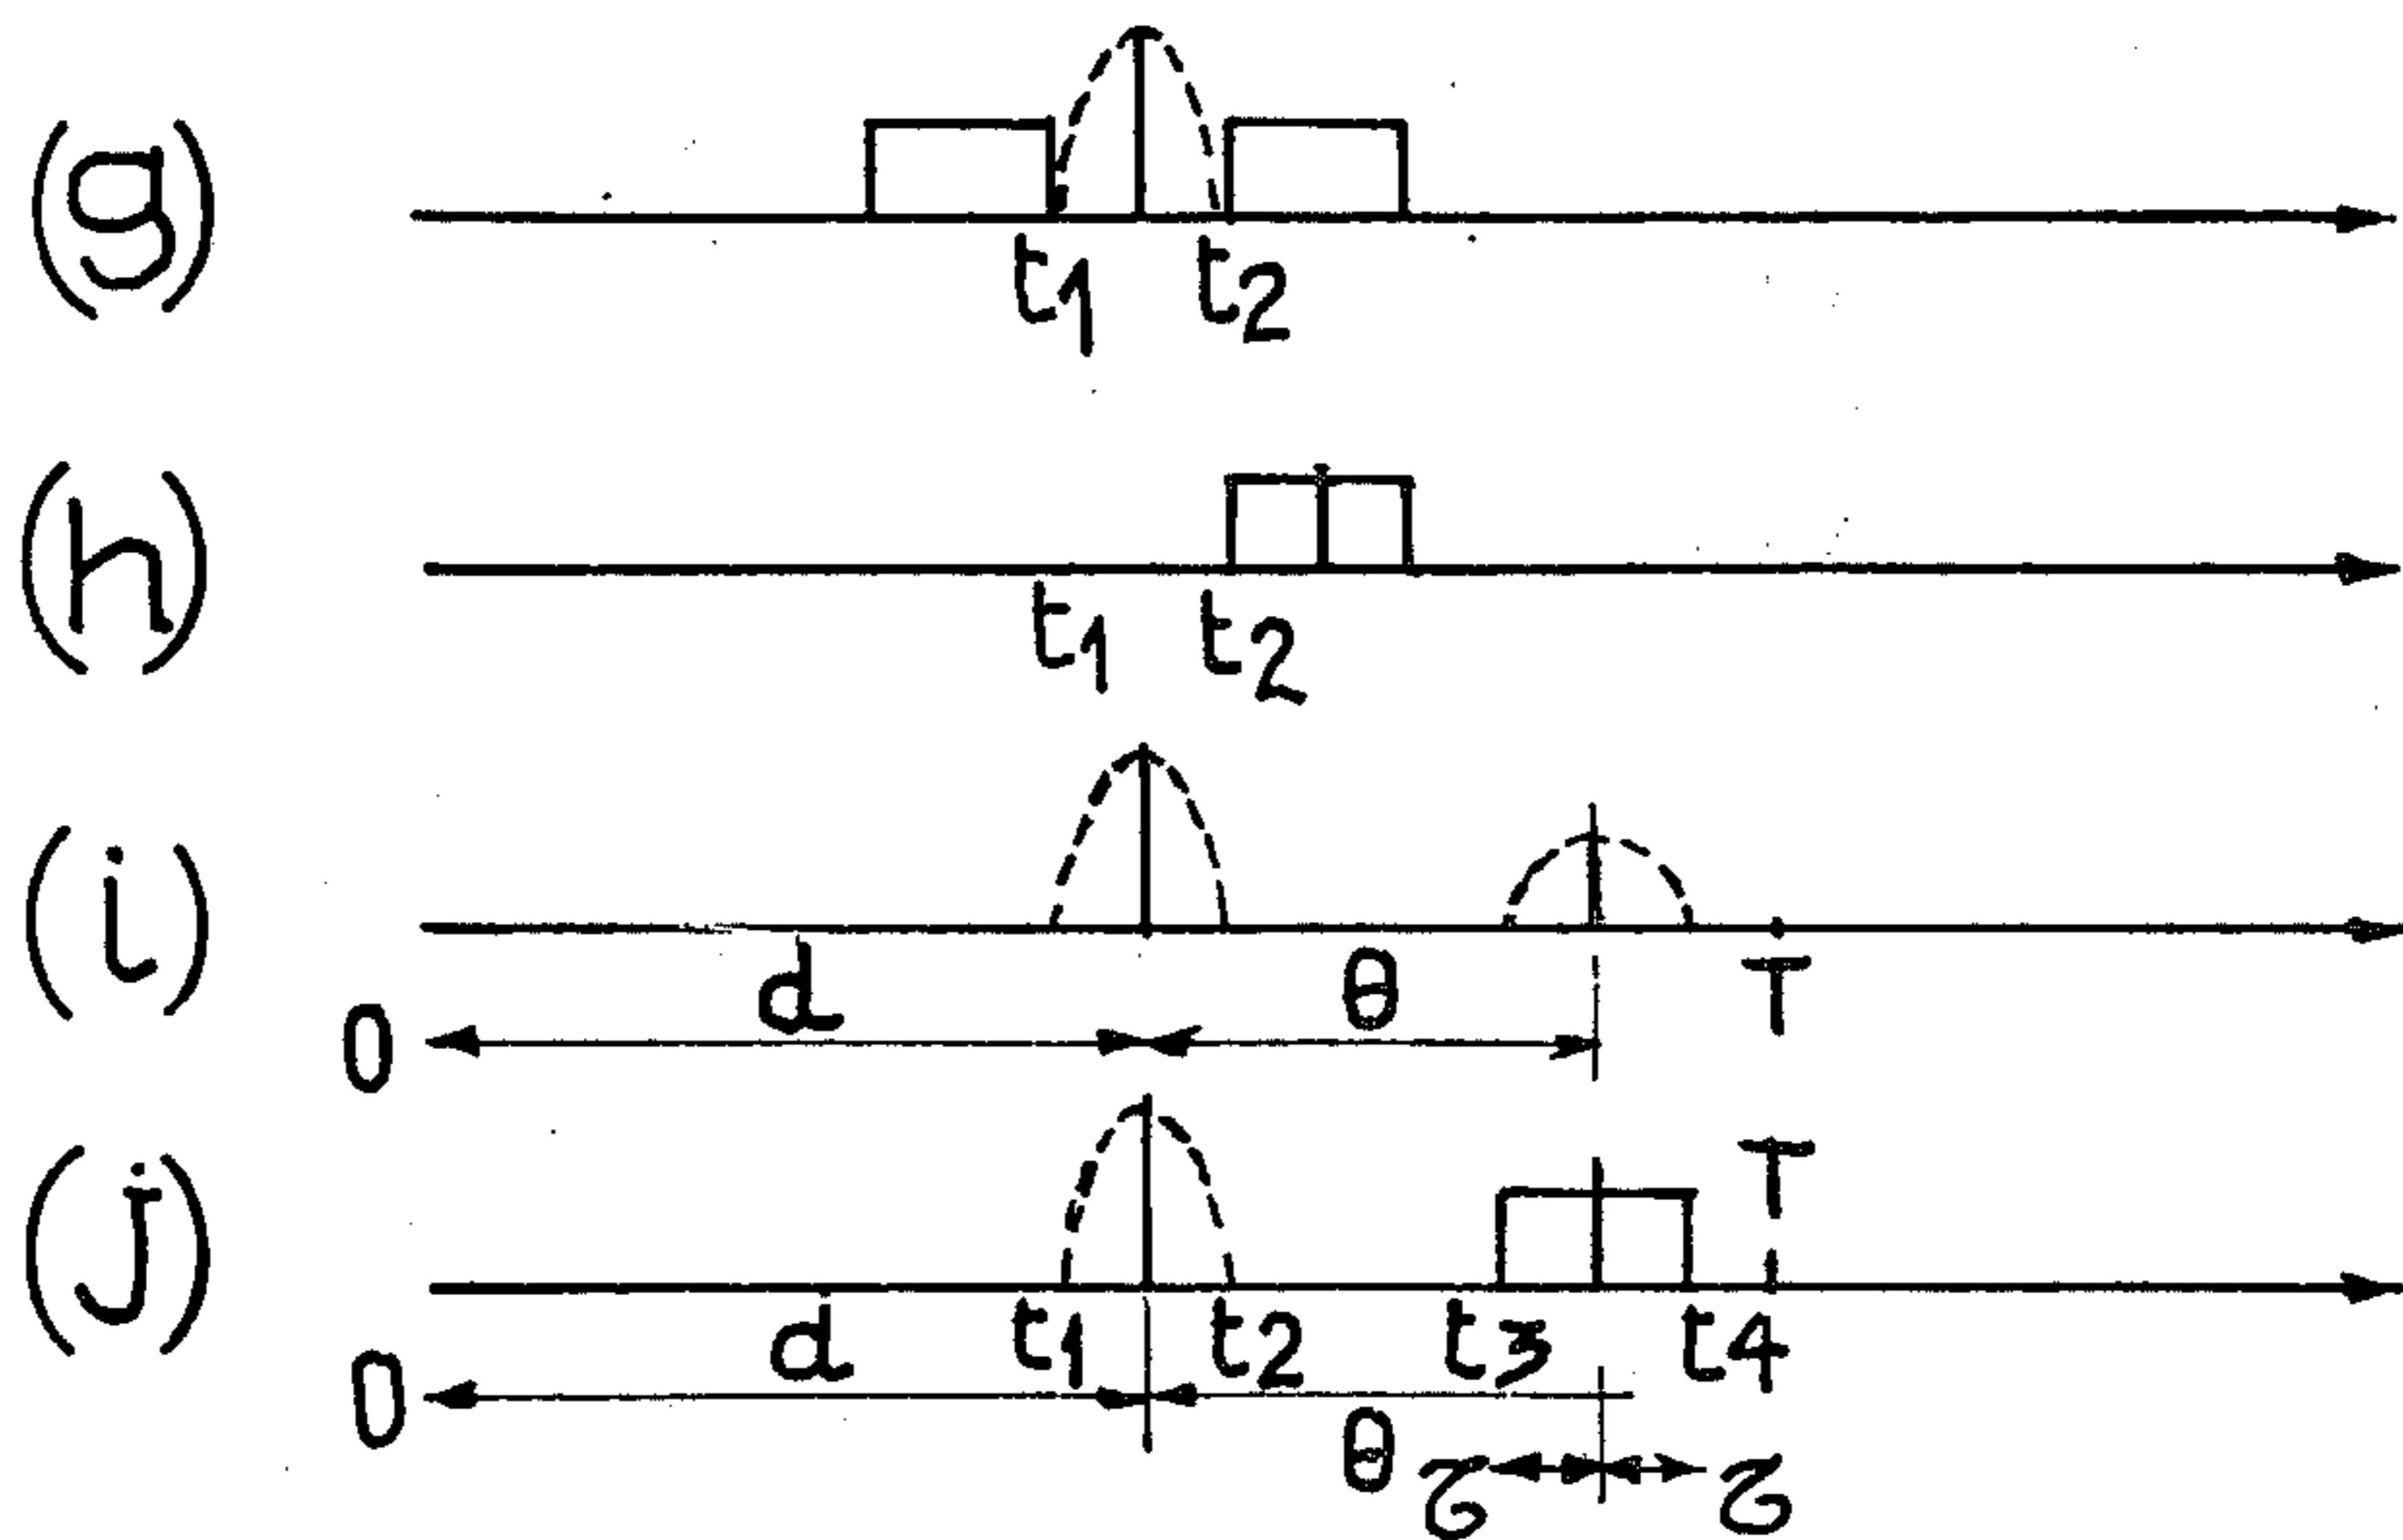 (g)
t1 t2
(h)
t1 t2
(i)
d θ T
0
(j) T
d t1 t2 t3 t4
0
θ